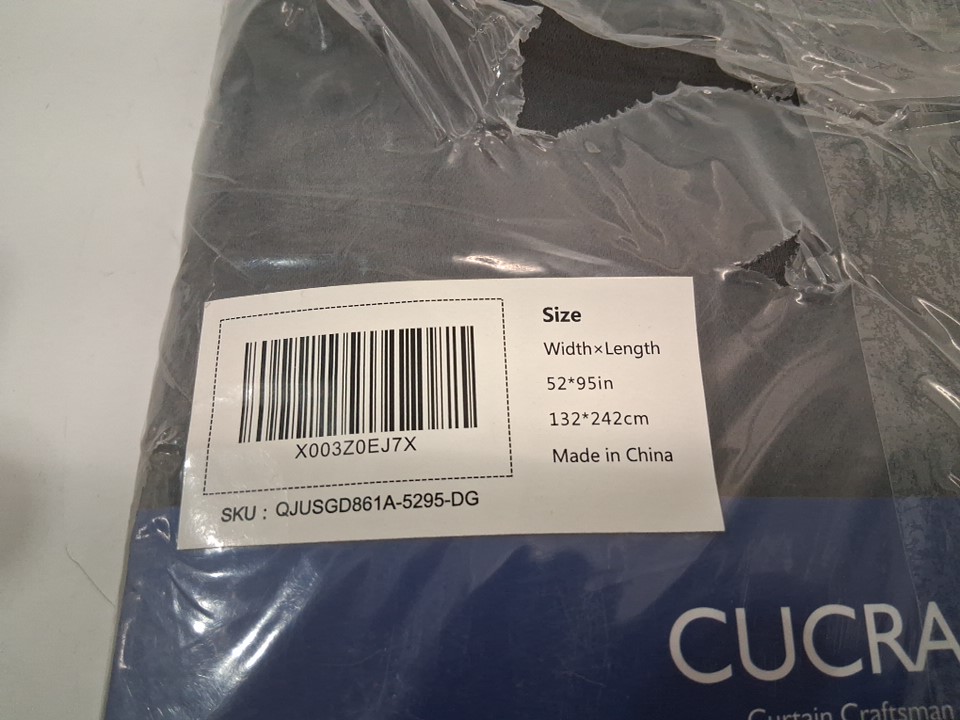 Size
Width×Length
52*95in
132*242cm
Made in China
X003Z0EJ7X
SKU : QJUSGD861A-5295-DG
CUCRA
Curtain Craftsman